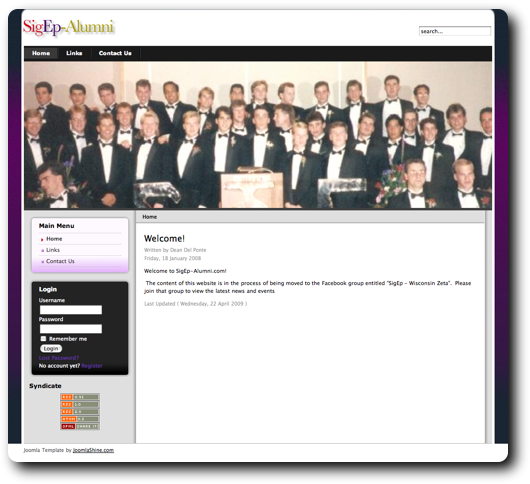 SigEp-Alumni
search...
Home Links Contact Us
Main Menu
Home
Links
Contact Us
Login
Username
Password
Remember me
Login
Lost Password?
No account yet? Register
Syndicate
Home
Welcome!
Written by Dean Del Ponte
Friday, 18 January 2008
Welcome to SigEp-Alumni.com!
The content of this website is in the process of being moved to the Facebook group entitled "SigEp - Wisconsin Zeta". Please
join that group to view the latest news and events
Last Updated ( Wednesday, 22 April 2009 )
Joomla Template by JoomlaShine.com